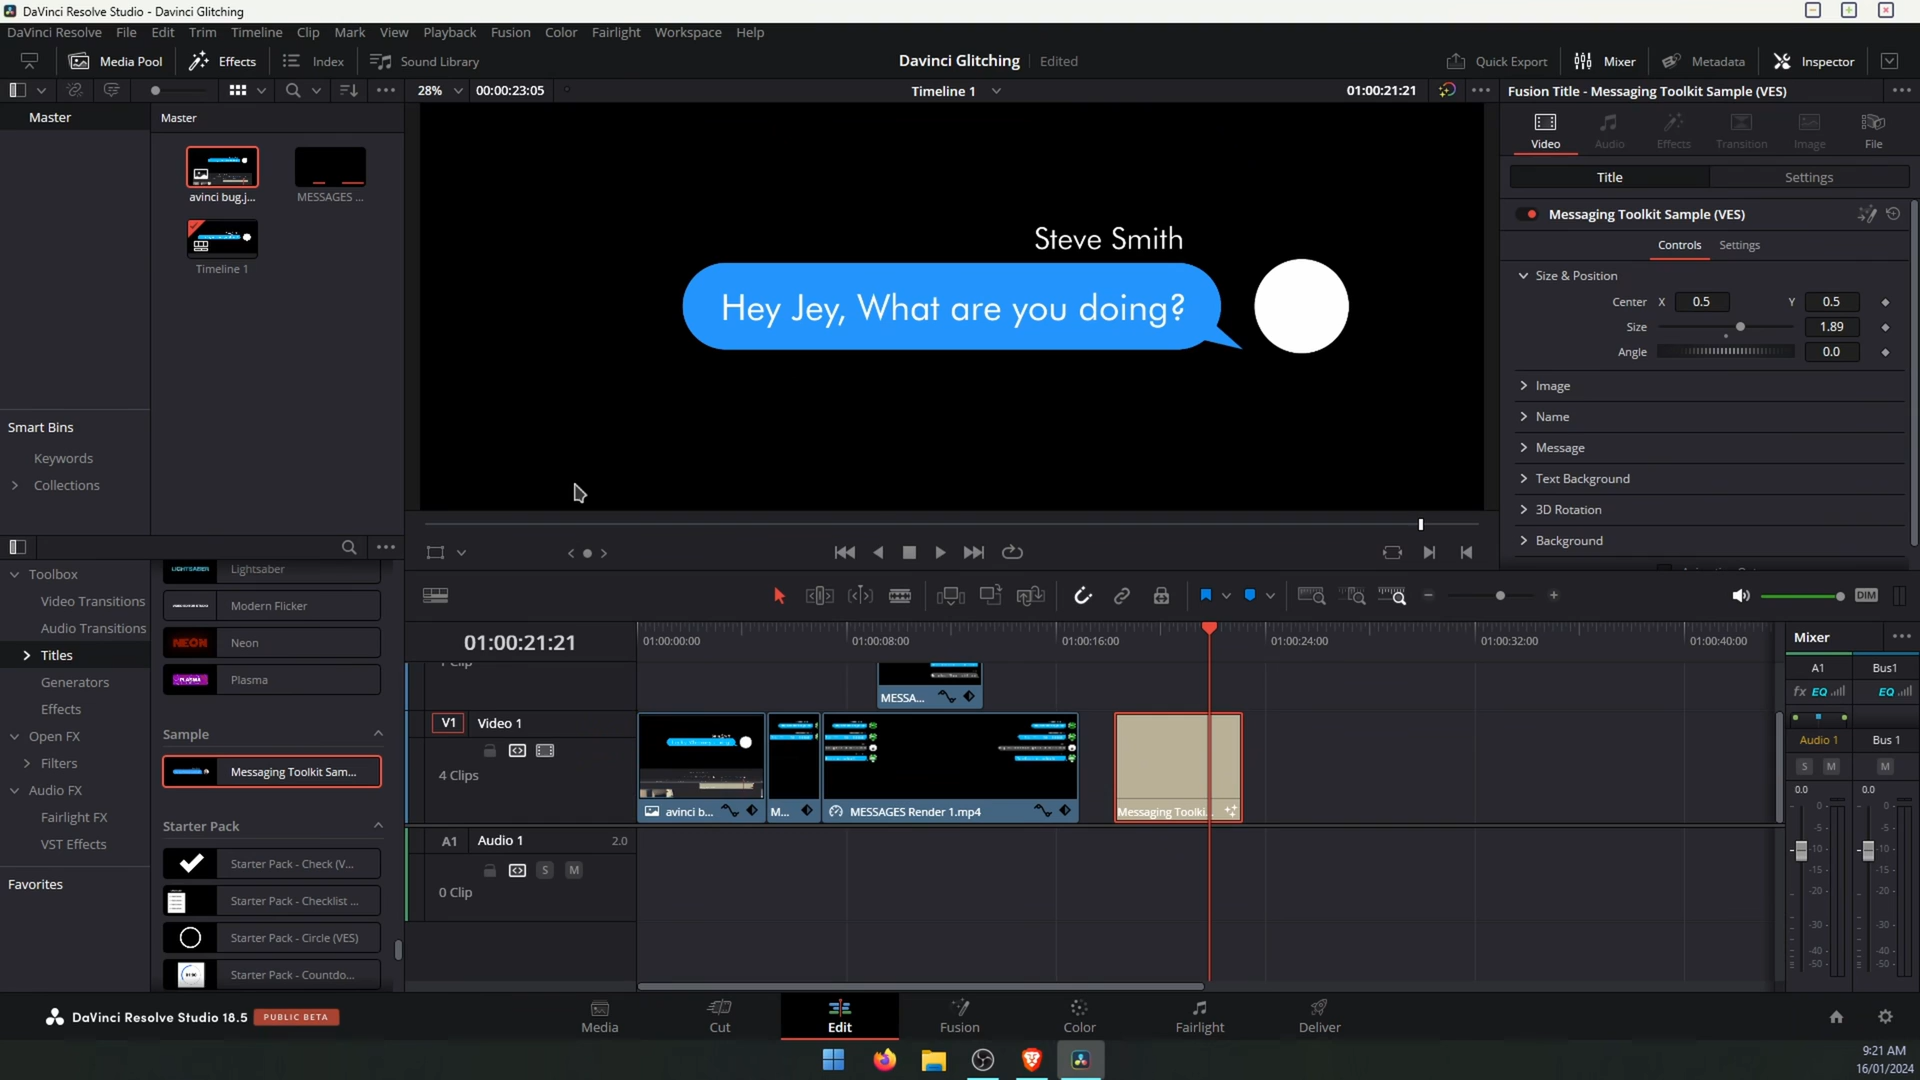 DaVinci Resolve Studio - Davinci Glitching
DaVinci Resolve File Edit Trim Timeline Clip Mark View Playback Fusion Color Fairlight Workspace Help
Media Pool Effects Index Sound Library Davinci Glitching Edited Quick Export Mixer Metadata Inspector
28% 00:00:23:05 Timeline 1 01:00:21:21 Fusion Title - Messaging Toolkit Sample (VES)
Master
Master
avinci bug.j...
MESSAGES ...
Timeline 1
Smart Bins
Keywords
Collections
Steve Smith
Hey Jey, What are you doing?
Video Audio Effects Transition Image File
Title Settings
Messaging Toolkit Sample (VES)
Controls Settings
Size & Position
Center X 0.5 Y 0.5
Size 1.89
Angle 0.0
Image
Name
Message
Text Background
3D Rotation
Background
Toolbox
Video Transitions
Audio Transitions
Titles
Generators
Effects
Open FX
Filters
Audio FX
Fairlight FX
VST Effects
Favorites
LIGHTSABER Lightsaber
Modern Flicker
NEON Neon
PLASMA Plasma
Sample
Messaging Toolkit Sam...
Starter Pack
Starter Pack - Check (V...
Starter Pack - Checklist ...
Starter Pack - Circle (VES)
Starter Pack - Countdo...
DIM
01:00:21:21
01:00:00:00 01:00:08:00 01:00:16:00 01:00:24:00 01:00:32:00 01:00:40:00
1 Clip
MESSA...
V1 Video 1
4 Clips
avinci b... M... MESSAGES Render 1.mp4 Messaging Toolki...
A1 Audio 1 2.0
S M
0 Clip
Mixer
A1 Bus1
fx EQ EQ
Audio 1 Bus 1
S M M
0.0 0.0
0 0
-5 -5
-10 -10
-15 -15
-20 -20
-30 -30
-40 -40
-50 -50
DaVinci Resolve Studio 18.5 PUBLIC BETA
Media Cut Edit Fusion Color Fairlight Deliver
9:21 AM
16/01/2024